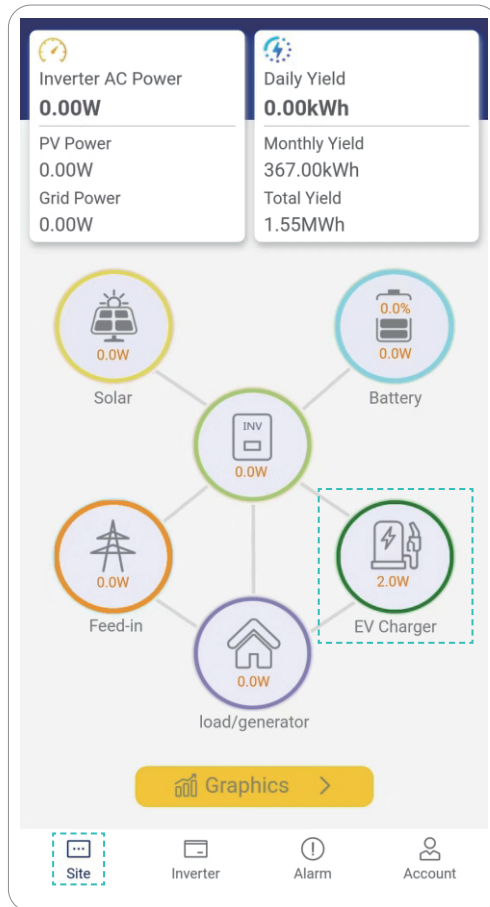 Inverter AC Power
0.00W
PV Power
0.00W
Grid Power
0.00W
Daily Yield
0.00kWh
Monthly Yield
367.00kWh
Total Yield
1.55MWh
0.0W
Solar
0.0%
0.0W
Battery
INV
0.0W
0.0W
Feed-in
2.0W
EV Charger
0.0W
load/generator
Graphics
Site
Inverter
Alarm
Account